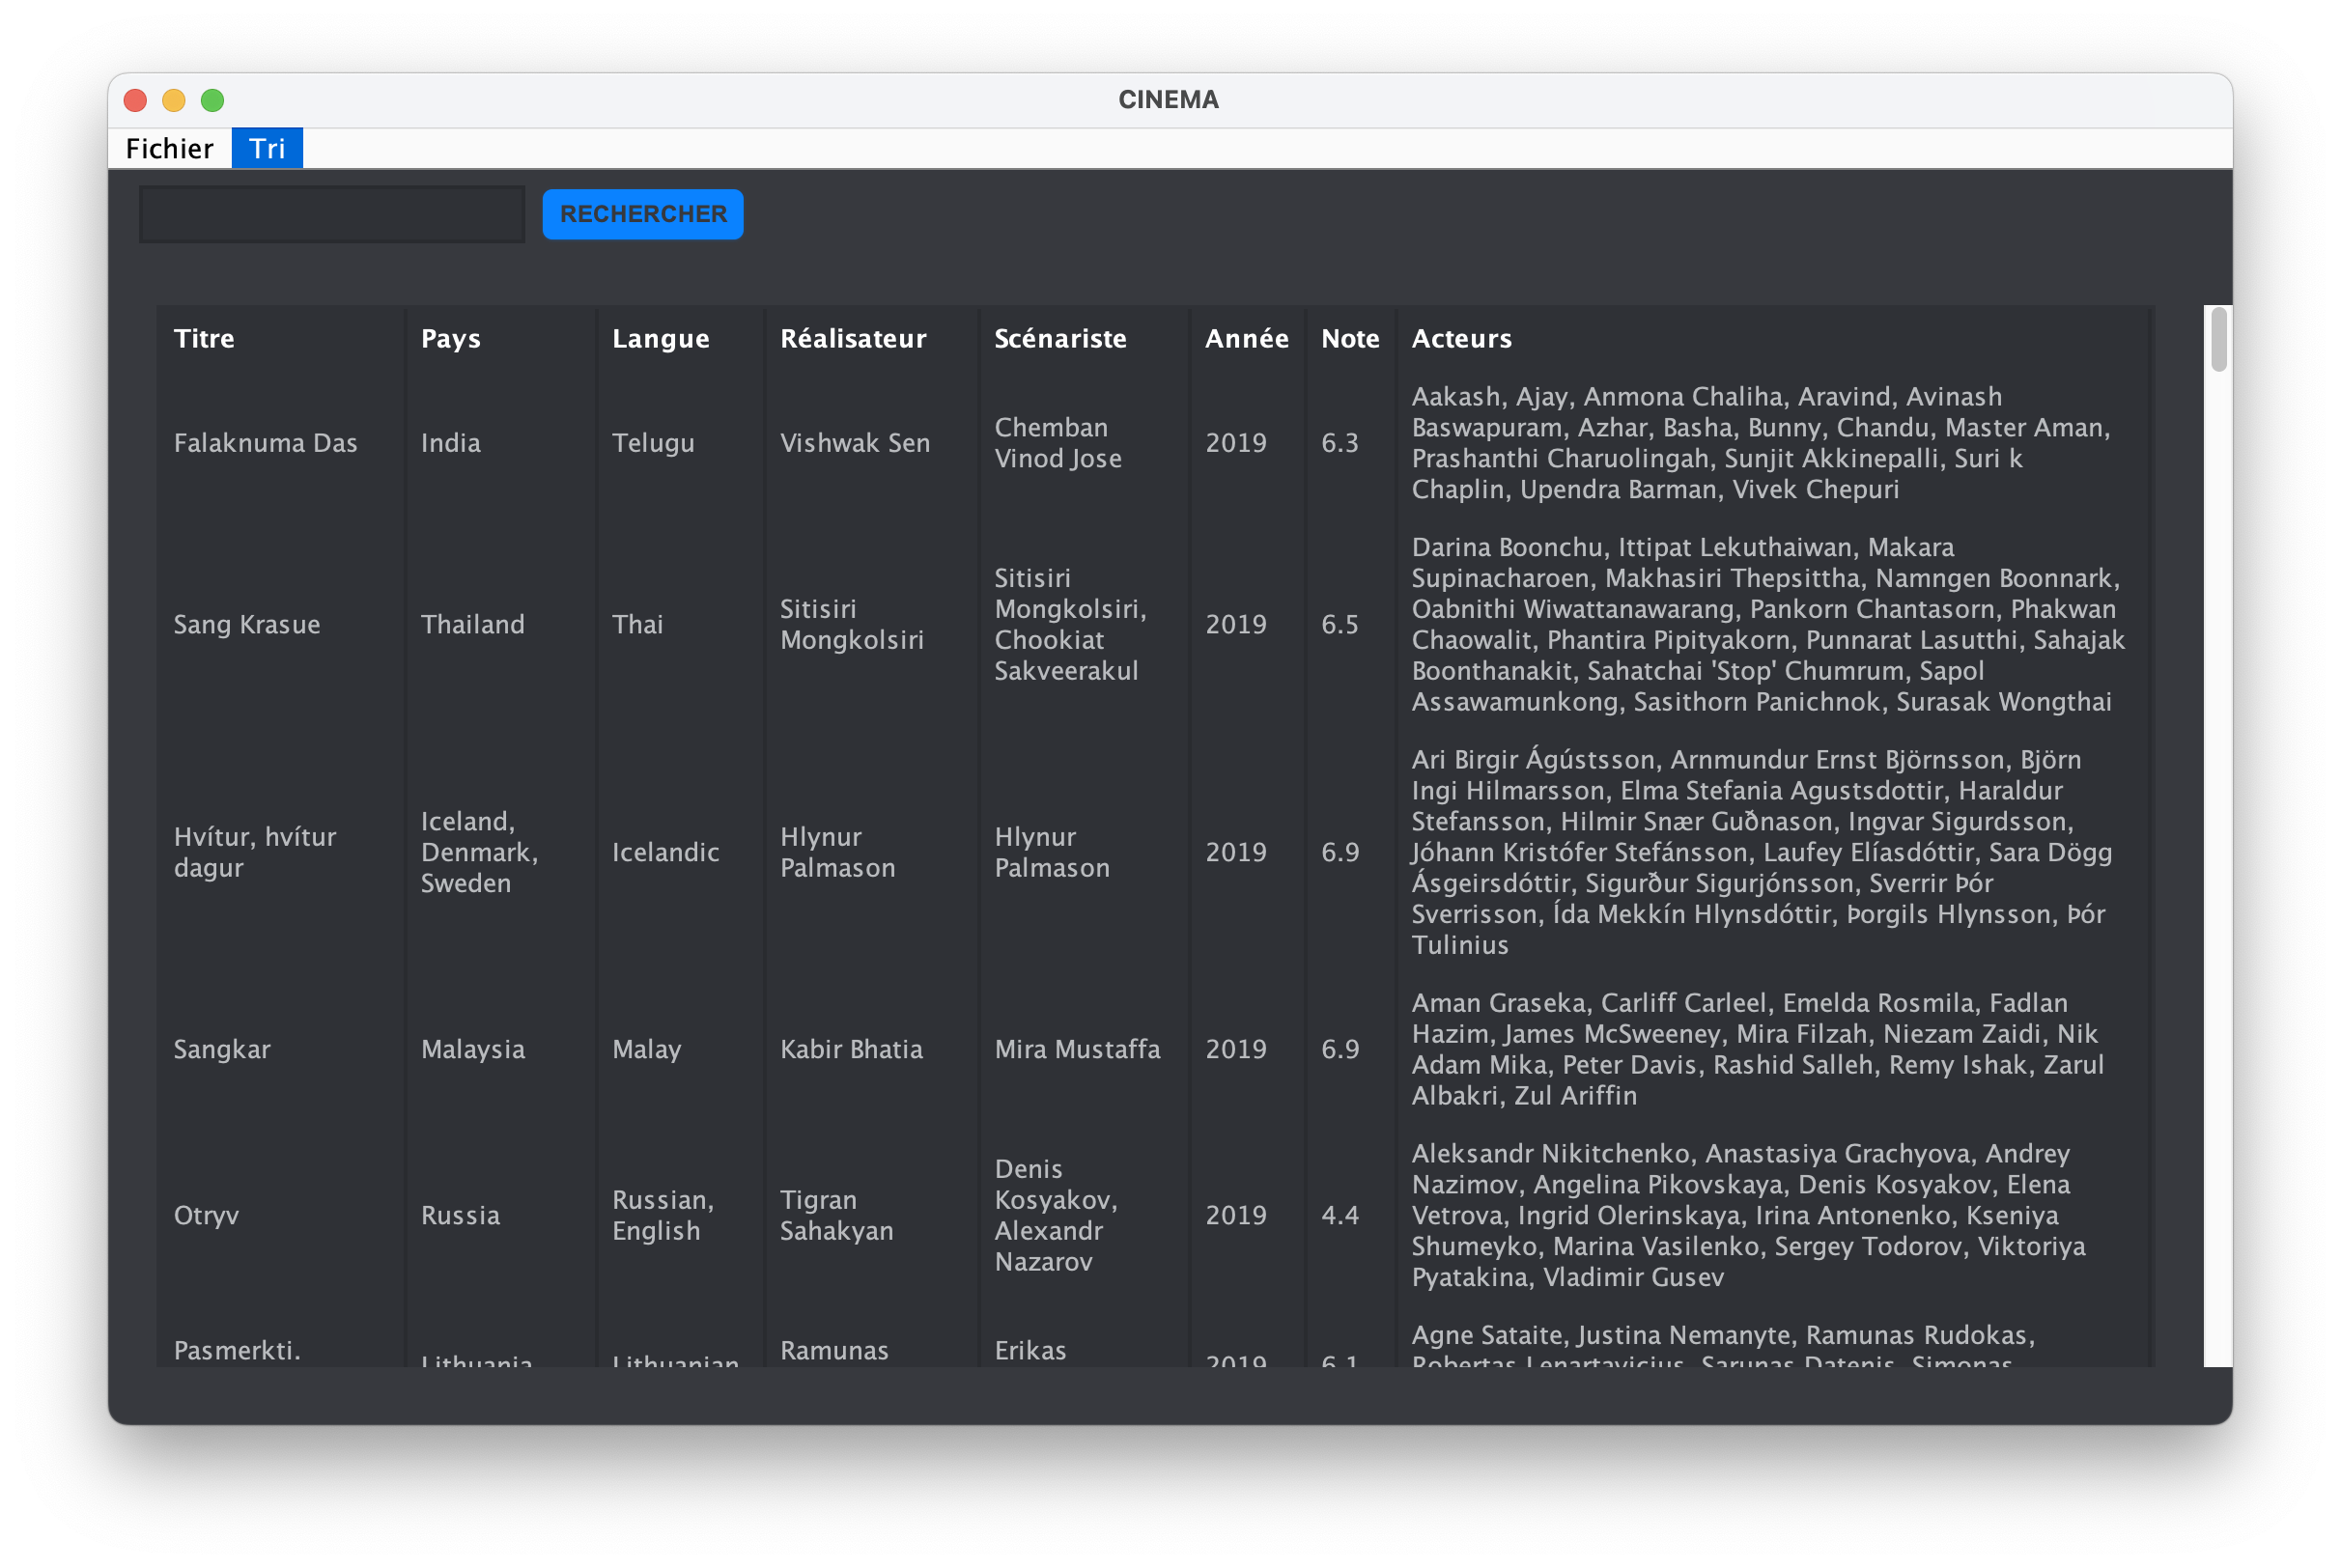 CINEMA
Fichier Tri
RECHERCHER
Titre Pays Langue Réalisateur Scénariste Année Note Acteurs
Falaknuma Das
India
Telugu
Vishwak Sen
Chemban
Vinod Jose
2019
6.3
Aakash, Ajay, Anmona Chaliha, Aravind, Avinash
Baswapuram, Azhar, Basha, Bunny, Chandu, Master Aman,
Prashanthi Charuolingah, Sunjit Akkinepalli, Suri k
Chaplin, Upendra Barman, Vivek Chepuri
Sang Krasue
Thailand
Thai
Sitisiri
Mongkolsiri
Sitisiri
Mongkolsiri,
Chookiat
Sakveerakul
2019
6.5
Darina Boonchu, Ittipat Lekuthaiwan, Makara
Supinacharoen, Makhasiri Thepsittha, Namngen Boonnark,
Oabnithi Wiwattanawarang, Pankorn Chantasorn, Phakwan
Chaowalit, Phantira Pipityakorn, Punnarat Lasutthi, Sahajak
Boonthanakit, Sahatchai 'Stop' Chumrum, Sapol
Assawamunkong, Sasithorn Panichnok, Surasak Wongthai
Hvítur, hvítur
dagur
Iceland,
Denmark,
Sweden
Icelandic
Hlynur
Palmason
Hlynur
Palmason
2019
6.9
Ari Birgir Ágústsson, Arnmundur Ernst Björnsson, Björn
Ingi Hilmarsson, Elma Stefania Agustsdottir, Haraldur
Stefansson, Hilmir Snær Guðnason, Ingvar Sigurdsson,
Jóhann Kristófer Stefánsson, Laufey Elíasdóttir, Sara Dögg
Ásgeirsdóttir, Sigurður Sigurjónsson, Sverrir Þór
Sverrisson, Ída Mekkín Hlynsdóttir, Þorgils Hlynsson, Þór
Tulinius
Sangkar
Malaysia
Malay
Kabir Bhatia
Mira Mustaffa
2019
6.9
Aman Graseka, Carliff Carleel, Emelda Rosmila, Fadlan
Hazim, James McSweeney, Mira Filzah, Niezam Zaidi, Nik
Adam Mika, Peter Davis, Rashid Salleh, Remy Ishak, Zarul
Albakri, Zul Ariffin
Otryv
Russia
Russian,
English
Tigran
Sahakyan
Denis
Kosyakov,
Alexandr
Nazarov
2019
4.4
Aleksandr Nikitchenko, Anastasiya Grachyova, Andrey
Nazimov, Angelina Pikovskaya, Denis Kosyakov, Elena
Vetrova, Ingrid Olerinskaya, Irina Antonenko, Kseniya
Shumeyko, Marina Vasilenko, Sergey Todorov, Viktoriya
Pyatakina, Vladimir Gusev
Pasmerkti.
Lithuania
Lithuanian
Ramunas
Erikas
2019
6.1
Agne Sataite, Justina Nemanyte, Ramunas Rudokas,
Robertas Lenartavicius, Sarunas Datenis, Simonas